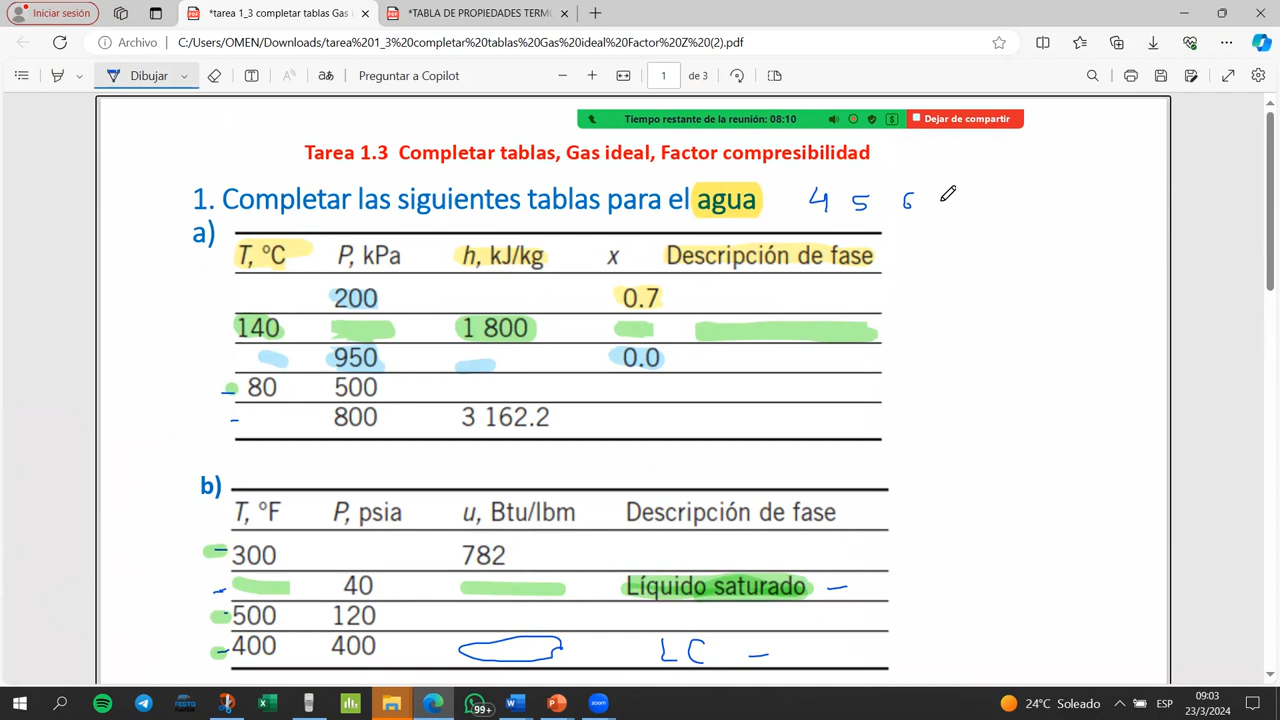 Iniciar sesión
*tarea 1_3 completar tablas Gas i
*TABLA DE PROPIEDADES TERMO
Archivo
C:/Users/OMEN/Downloads/tarea%201_3%20completar%20tablas%20Gas%20ideal%20Factor%20Z%20(2).pdf
Dibujar
Preguntar a Copilot
1 de 3
Tiempo restante de la reunión: 08:10
Dejar de compartir
Tarea 1.3 Completar tablas, Gas ideal, Factor compresibilidad
1. Completar las siguientes tablas para el agua 4 5 6
a)
T, °C P, kPa h, kJ/kg x Descripción de fase
200 0.7
140 1 800
950 0.0
80 500
800 3 162.2
b)
T, °F P, psia u, Btu/lbm Descripción de fase
300 782
40 Líquido saturado
500 120
400 400 LC
99+
24°C Soleado
ESP
09:03
23/3/2024